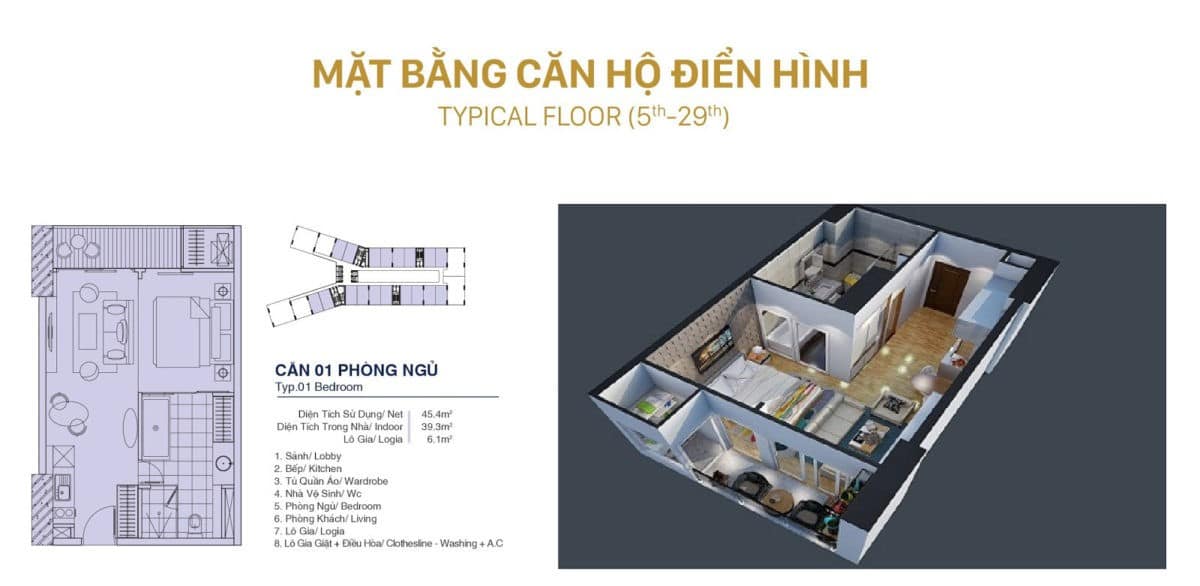 MẶT BẰNG CĂN HỘ ĐIỂN HÌNH
TYPICAL FLOOR (5th-29th)
CĂN 01 PHÒNG NGỦ
Typ.01 Bedroom
Diện Tích Sử Dụng/ Net 45.4m²
Diện Tích Trong Nhà/ Indoor 39.3m²
Lô Gia/ Logia 6.1m²
1. Sảnh/ Lobby
2. Bếp/ Kitchen
3. Tủ Quần Áo/ Wardrobe
4. Nhà Vệ Sinh/ Wc
5. Phòng Ngủ/ Bedroom
6. Phòng Khách/ Living
7. Lô Gia/ Logia
8. Lô Gia Giặt + Điều Hòa/ Clothesline - Washing + A.C